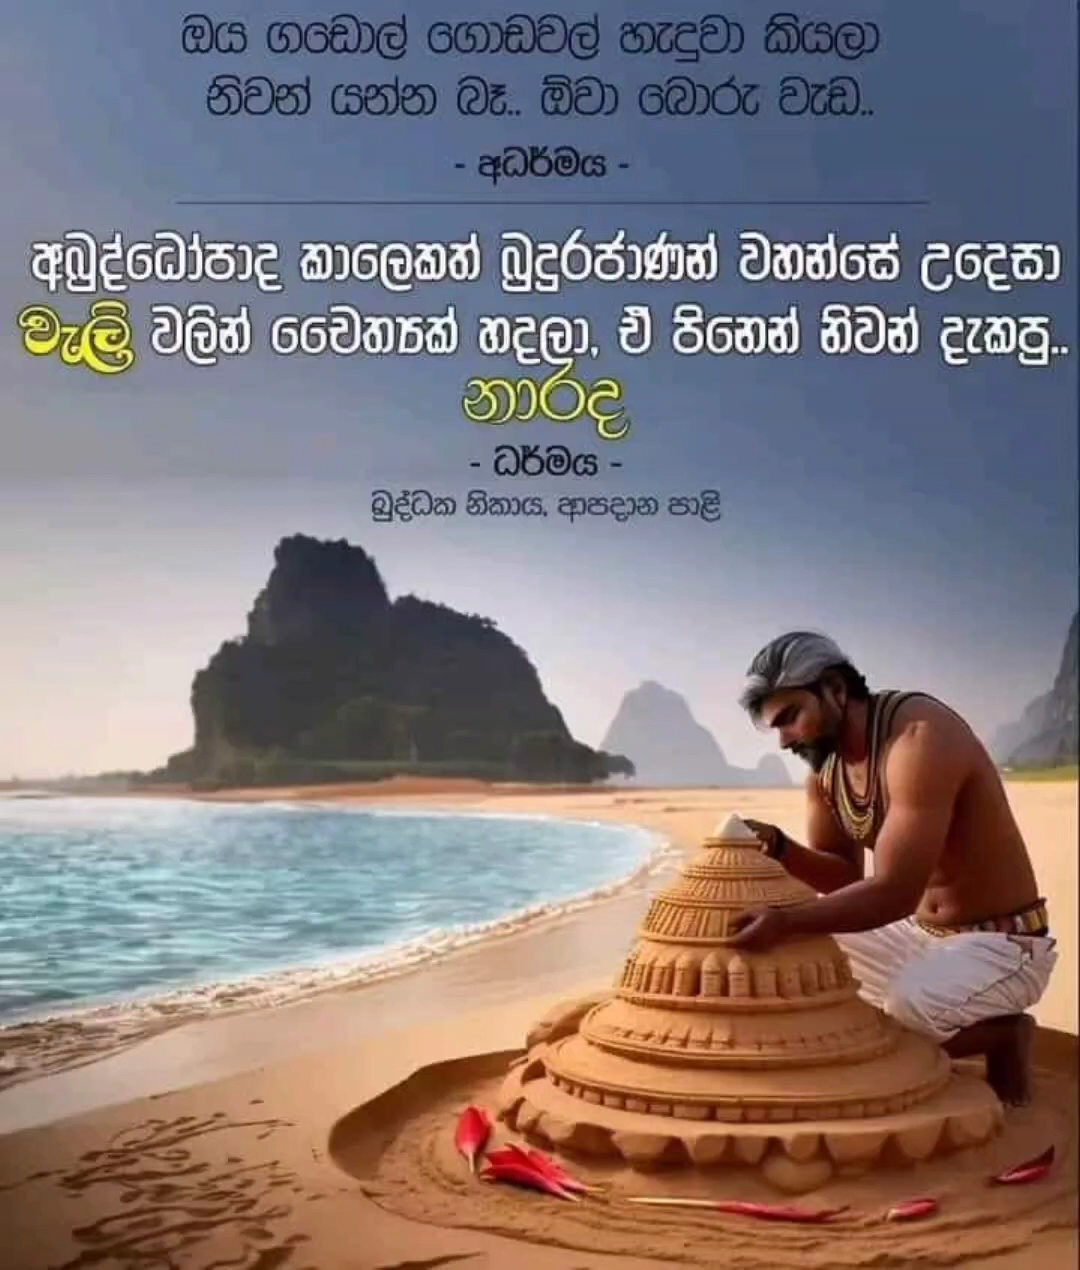 ඔය ගඩොල් ගොඩවල් හැදුවා කියලා
නිවන් යන්න බෑ.. ඕවා බොරු වැඩ..
- අධර්මය -
අබුද්ධෝපාද කාලෙකත් බුදුරජාණන් වහන්සේ උදෙසා
වැලි වලින් චෛත්‍යක් හදලා, ඒ පිනෙන් නිවන් දැකපු..
නාරද
- ධර්මය -
බුද්ධක නිකාය, ආපදාන පාළි